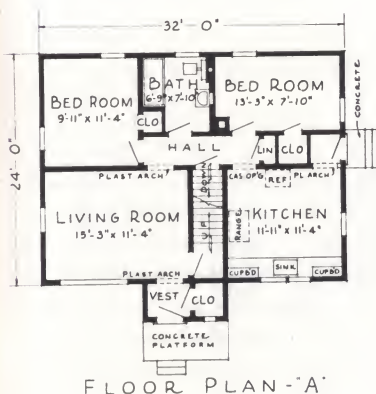 32'-0"
24'-0"
CONCRETE
BATH
6'-9" x 7'-10"
BED ROOM
13'-3" x 7'-10"
BED ROOM
9'-11" x 11'-4"
CLO
HALL
LIN
CLO
PLAST ARCH
DOWN
CAS. OP'G
REF
PL. ARCH
LIVING ROOM
15'-3" x 11'-4"
UP
RANGE
KITCHEN
11'-11" x 11'-4"
PLAST ARCH
CUPBD
SINK
CUPBD
VEST
CLO
CONCRETE
PLATFORM
FLOOR PLAN-"A"